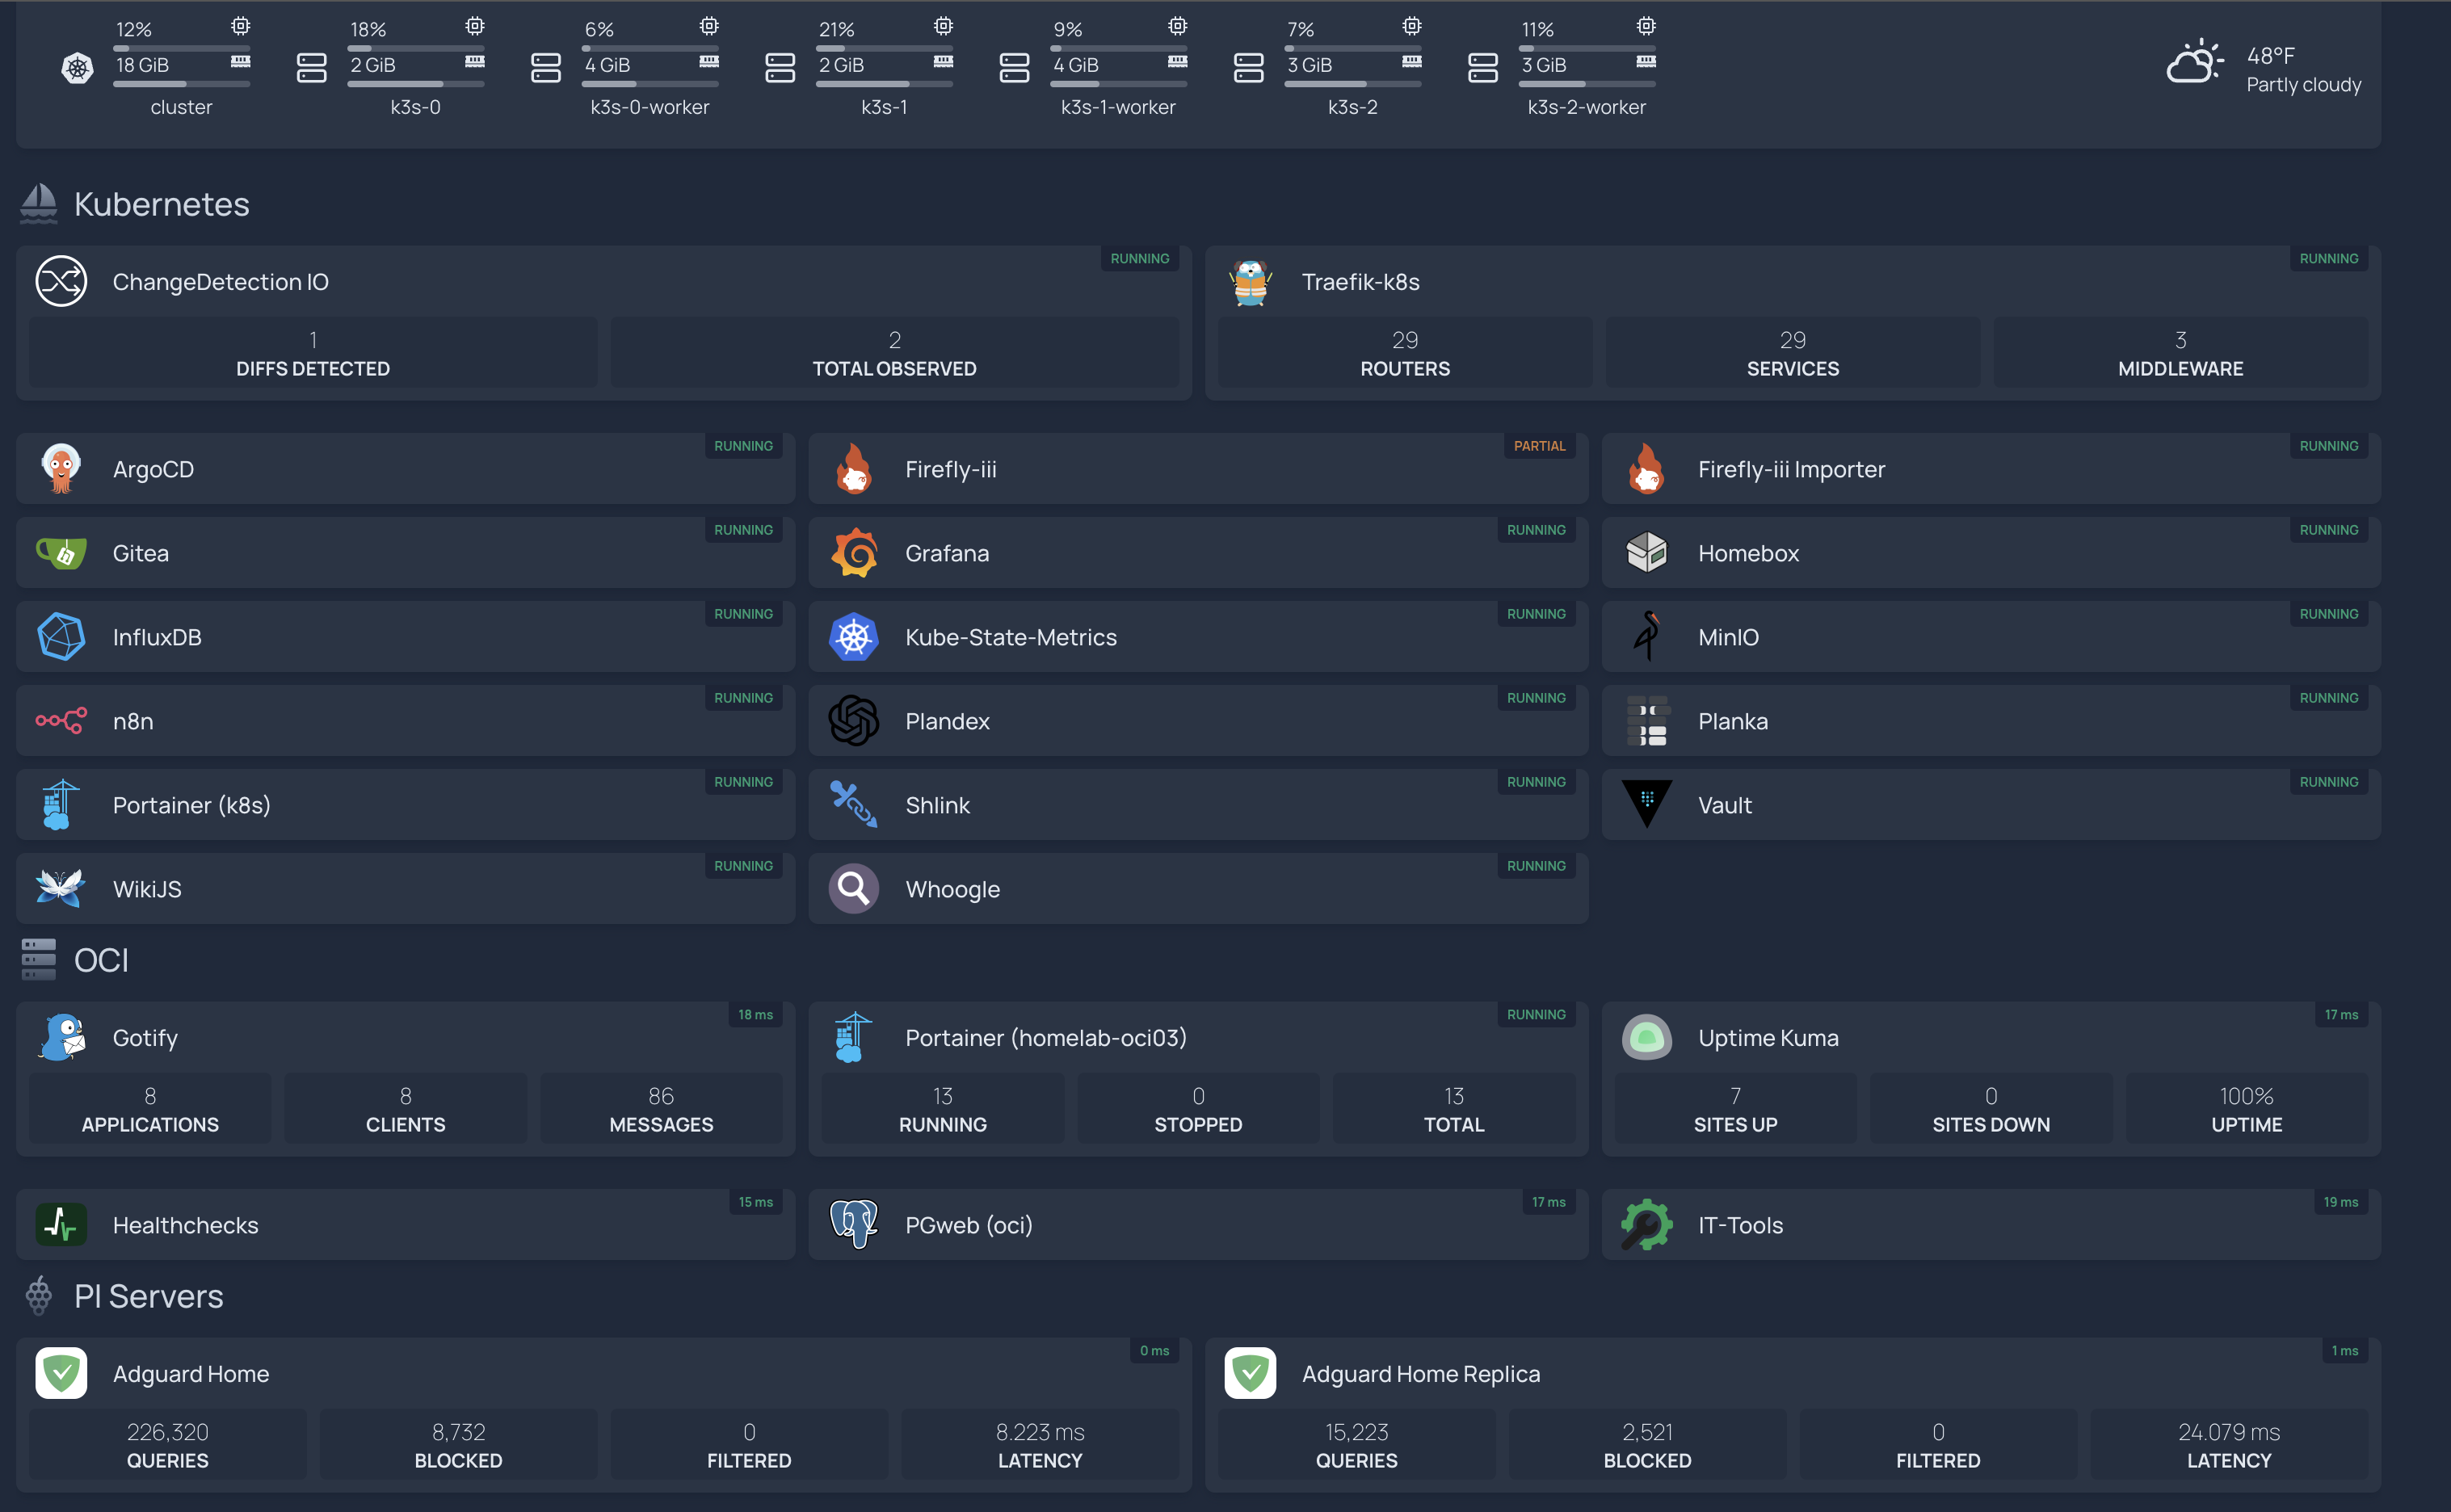 12%
18 GiB
cluster
18%
2 GiB
k3s-0
6%
4 GiB
k3s-0-worker
21%
2 GiB
k3s-1
9%
4 GiB
k3s-1-worker
7%
3 GiB
k3s-2
11%
3 GiB
k3s-2-worker
48°F
Partly cloudy
Kubernetes
ChangeDetection IO
RUNNING
1
DIFFS DETECTED
2
TOTAL OBSERVED
Traefik-k8s
RUNNING
29
ROUTERS
29
SERVICES
3
MIDDLEWARE
ArgoCD
RUNNING
Firefly-iii
PARTIAL
Firefly-iii Importer
RUNNING
Gitea
RUNNING
Grafana
RUNNING
Homebox
RUNNING
InfluxDB
RUNNING
Kube-State-Metrics
RUNNING
MinIO
RUNNING
n8n
RUNNING
Plandex
RUNNING
Planka
RUNNING
Portainer (k8s)
RUNNING
Shlink
RUNNING
Vault
RUNNING
WikiJS
RUNNING
Whoogle
RUNNING
OCI
Gotify
18 ms
8
APPLICATIONS
8
CLIENTS
86
MESSAGES
Portainer (homelab-oci03)
RUNNING
13
RUNNING
0
STOPPED
13
TOTAL
Uptime Kuma
17 ms
7
SITES UP
0
SITES DOWN
100%
UPTIME
Healthchecks
15 ms
PGweb (oci)
17 ms
IT-Tools
19 ms
PI Servers
Adguard Home
0 ms
226,320
QUERIES
8,732
BLOCKED
0
FILTERED
8.223 ms
LATENCY
Adguard Home Replica
1 ms
15,223
QUERIES
2,521
BLOCKED
0
FILTERED
24.079 ms
LATENCY